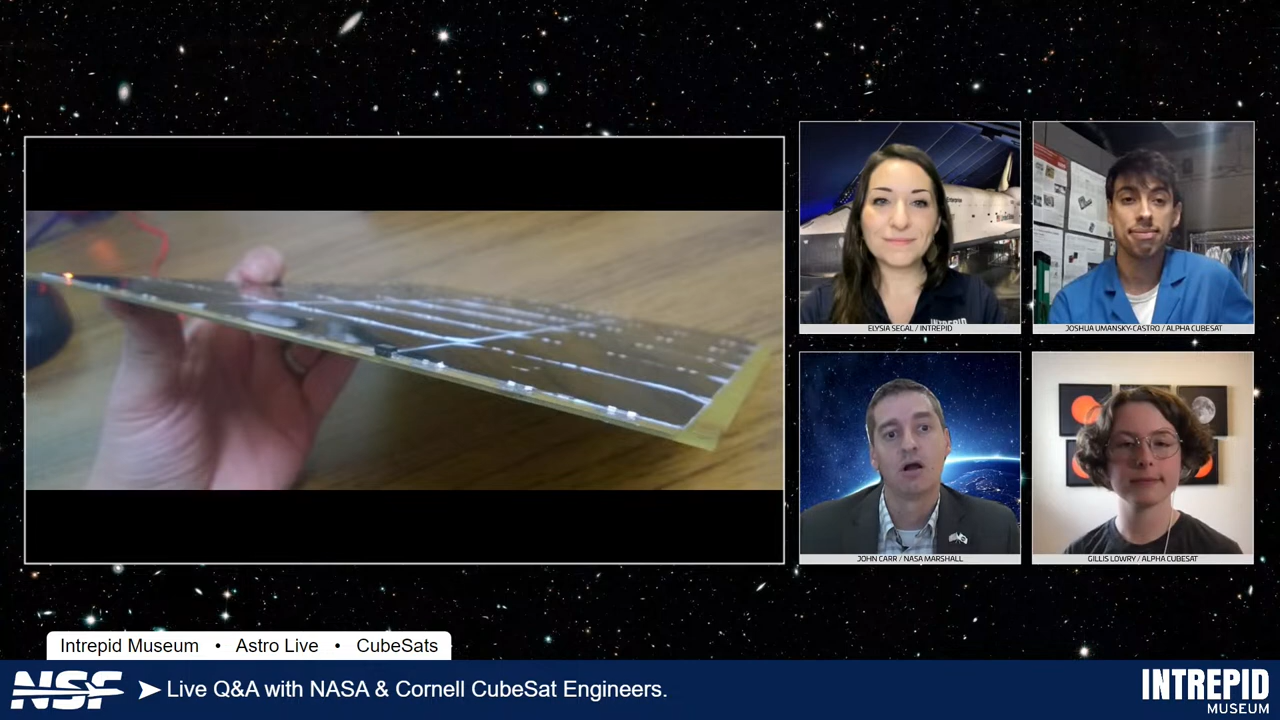 ELYSIA SEGAL / INTREPID
JOSHUA UMANSKY-CASTRO / ALPHA CUBESAT
JOHN CARR / NASA MARSHALL
GILLIS LOWRY / ALPHA CUBESAT
Intrepid Museum • Astro Live • CubeSats
NSF
Live Q&A with NASA & Cornell CubeSat Engineers.
INTREPID
MUSEUM